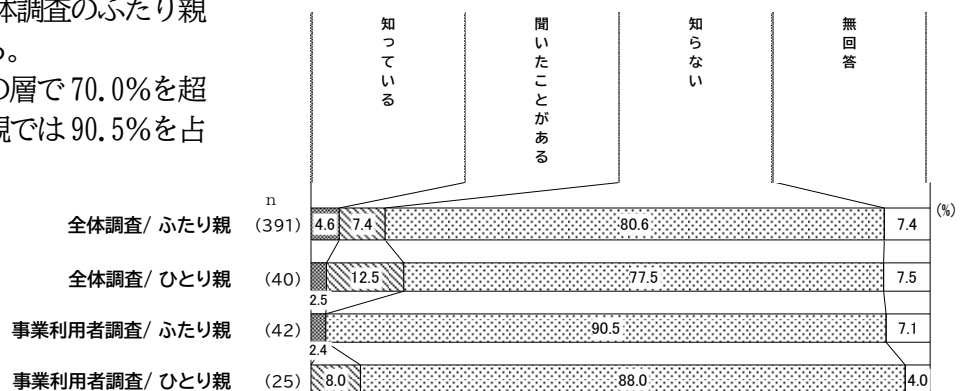 体調査のふたり親
る。
の層で 70.0%を超
親では 90.5%を占
知っている
聞いたことがある
知らない
無回答
n
(%)
全体調査/ ふたり親 (391) 4.6 7.4 80.6 7.4
全体調査/ ひとり親 (40) 12.5 77.5 7.5
2.5
事業利用者調査/ ふたり親 (42) 90.5 7.1
2.4
事業利用者調査/ ひとり親 (25) 8.0 88.0 4.0